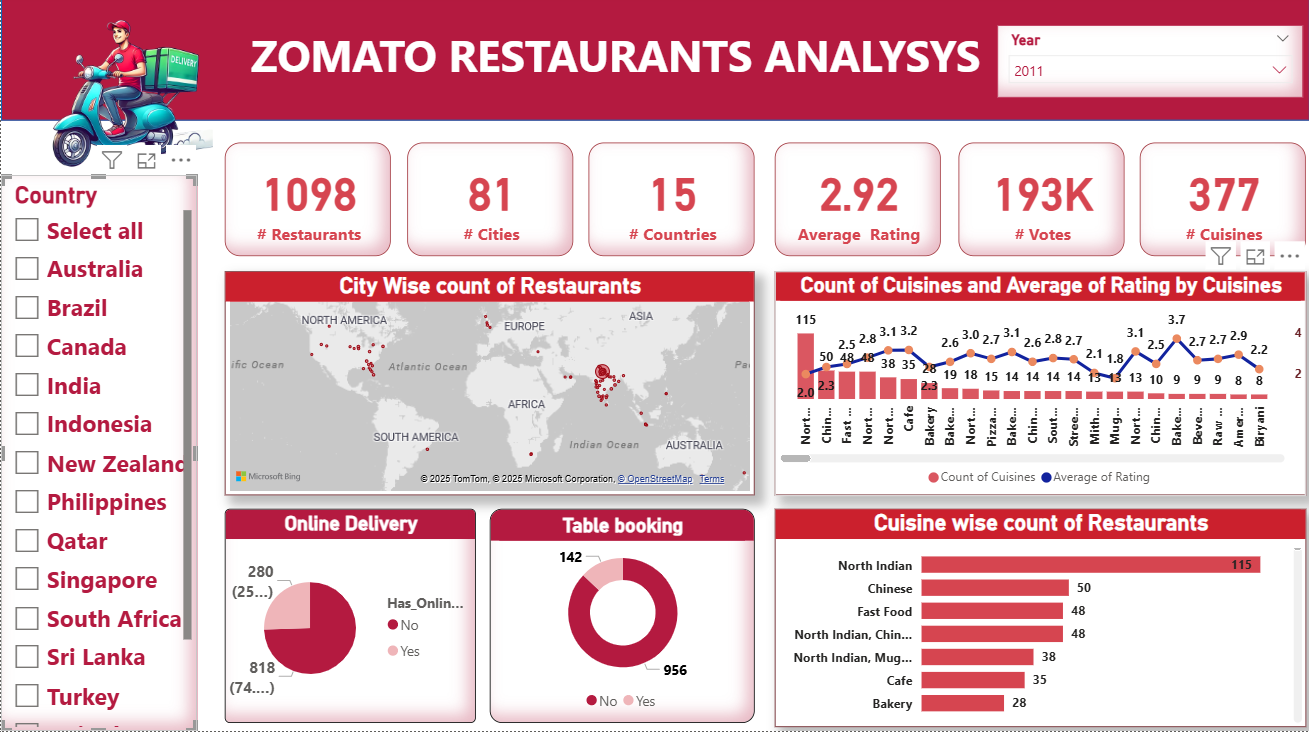 DELIVERY
ZOMATO RESTAURANTS ANALYSYS
Year
2011
Country
Select all
Australia
Brazil
Canada
India
Indonesia
New Zealand
Philippines
Qatar
Singapore
South Africa
Sri Lanka
Turkey
1098
# Restaurants
81
# Cities
15
# Countries
2.92
Average Rating
193K
# Votes
377
# Cuisines
City Wise count of Restaurants
NORTH AMERICA
EUROPE
ASIA
ific Ocean
Atlantic Ocean
Pa
AFRICA
SOUTH AMERICA
Indian Ocean
AUSTRALIA
Microsoft Bing
© 2025 TomTom, © 2025 Microsoft Corporation, © OpenStreetMap Terms
Count of Cuisines and Average of Rating by Cuisines
115 50 48 48 38 35 28 19 18 15 14 14 14 14 13 13 13 10 9 9 9 8 8
2.0 2.3 2.5 2.8 3.1 3.2 2.3 2.6 3.0 2.7 3.1 2.6 2.8 2.7 2.1 1.8 3.1 2.5 3.7 2.7 2.7 2.9 2.2
4
2
Nort... Chin... Fast ... Nort... Nort... Cafe Bakery Bake... Nort... Pizza... Bake... Chin... Sout... Stree... Mith... Mug... Nort... Chin... Bake... Beve... Raw ... Amer... Biryani
Count of Cuisines Average of Rating
Online Delivery
280
(25...)
818
(74....)
Has_Onlin...
No
Yes
Table booking
142
956
No Yes
Cuisine wise count of Restaurants
North Indian 115
Chinese 50
Fast Food 48
North Indian, Chin... 48
North Indian, Mug... 38
Cafe 35
Bakery 28